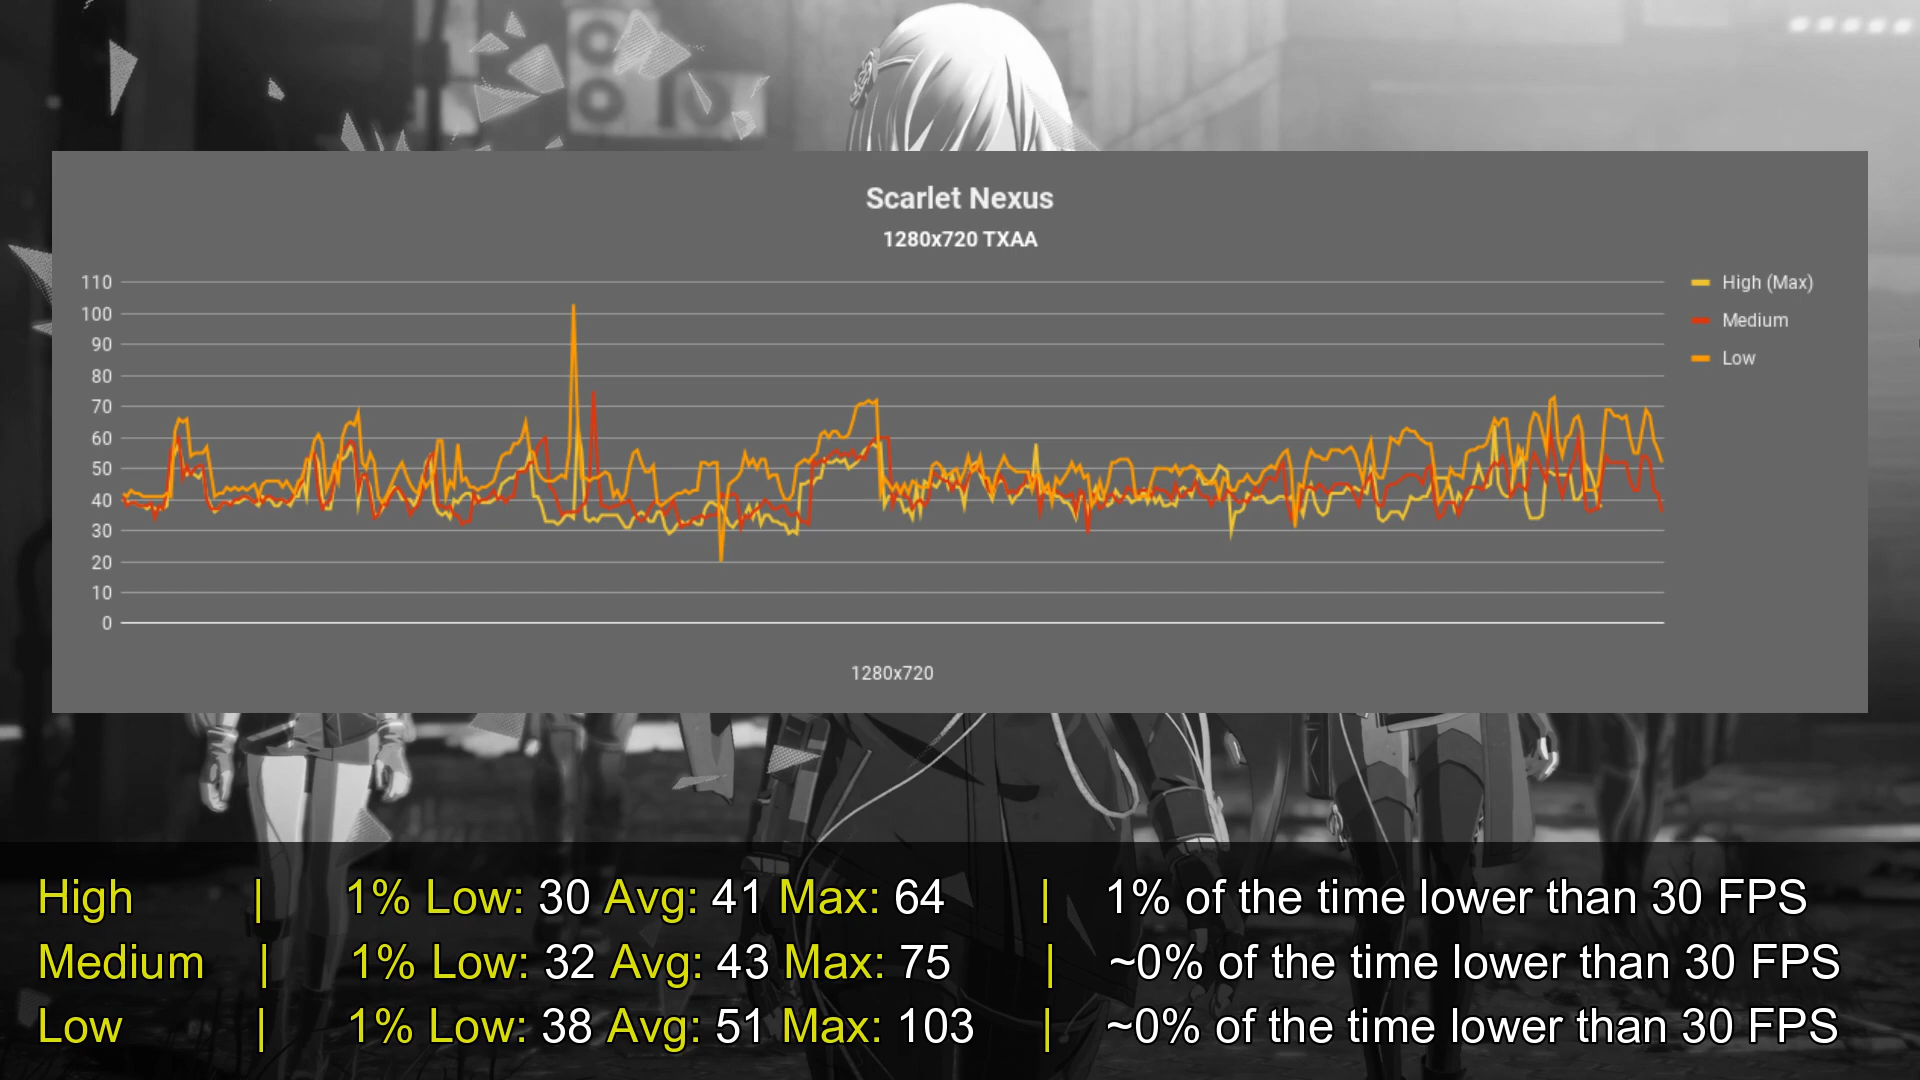 Scarlet Nexus
1280x720 TXAA
110
100
90
80
70
60
50
40
30
20
10
0
High (Max)
Medium
Low
1280x720
High | 1% Low: 30 Avg: 41 Max: 64 | 1% of the time lower than 30 FPS
Medium | 1% Low: 32 Avg: 43 Max: 75 | ~0% of the time lower than 30 FPS
Low | 1% Low: 38 Avg: 51 Max: 103 | ~0% of the time lower than 30 FPS